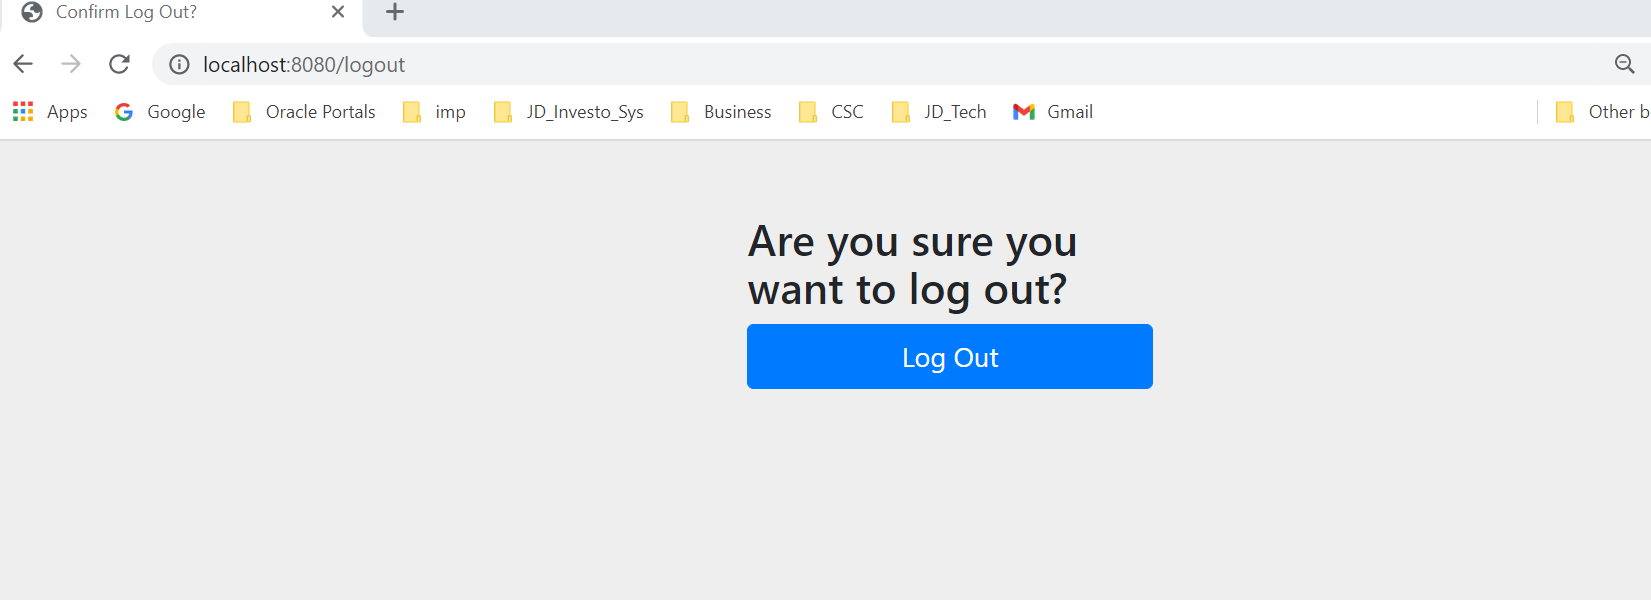 Confirm Log Out?
localhost:8080/logout
Apps Google Oracle Portals imp JD_Investo_Sys Business CSC JD_Tech Gmail Other b
Are you sure you
want to log out?
Log Out